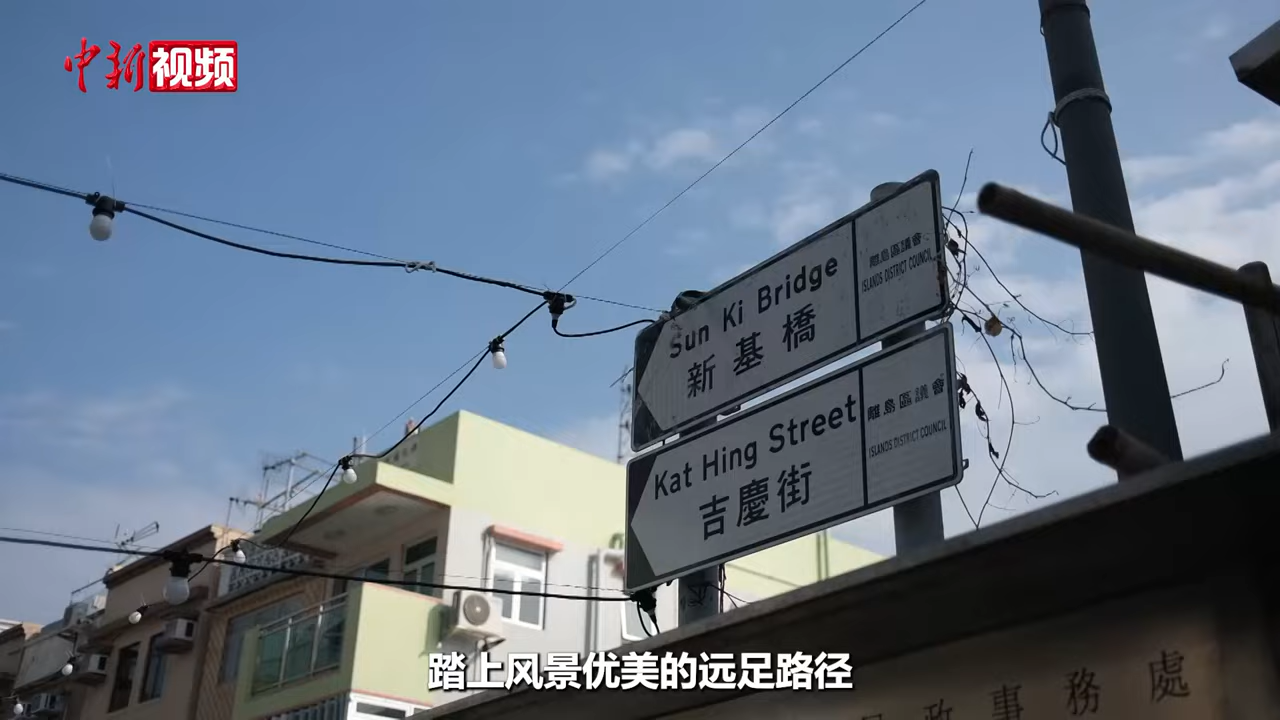 中新视频
Sun Ki Bridge
新基橋
離島區議會
ISLANDS DISTRICT COUNCIL
Kat Hing Street
吉慶街
離島區議會
ISLANDS DISTRICT COUNCIL
踏上风景优美的远足路径
政事務處